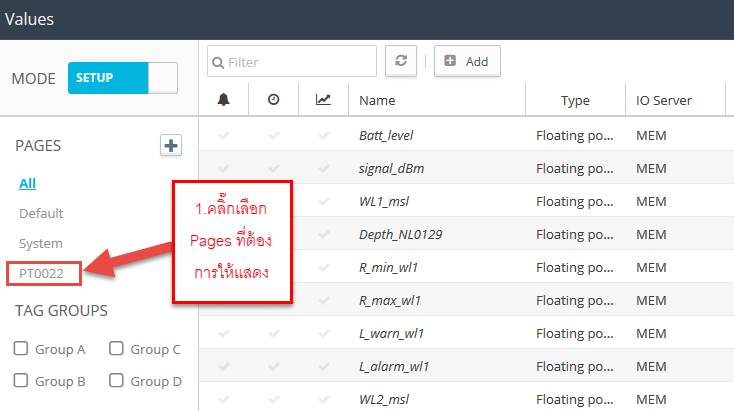 Values
MODE SETUP
Filter
Add
Name Type IO Server
PAGES
All
Default
System
PT0022
TAG GROUPS
Group A Group C
Group B Group D
Batt_level Floating po... MEM
signal_dBm Floating po... MEM
WL1_msl Floating po... MEM
Depth_NL0129 Floating po... MEM
R_min_wl1 Floating po... MEM
R_max_wl1 Floating po... MEM
L_warn_wl1 Floating po... MEM
L_alarm_wl1 Floating po... MEM
WL2_msl Floating po... MEM
1.คลิ๊กเลือก
Pages ที่ต้อง
การให้แสดง